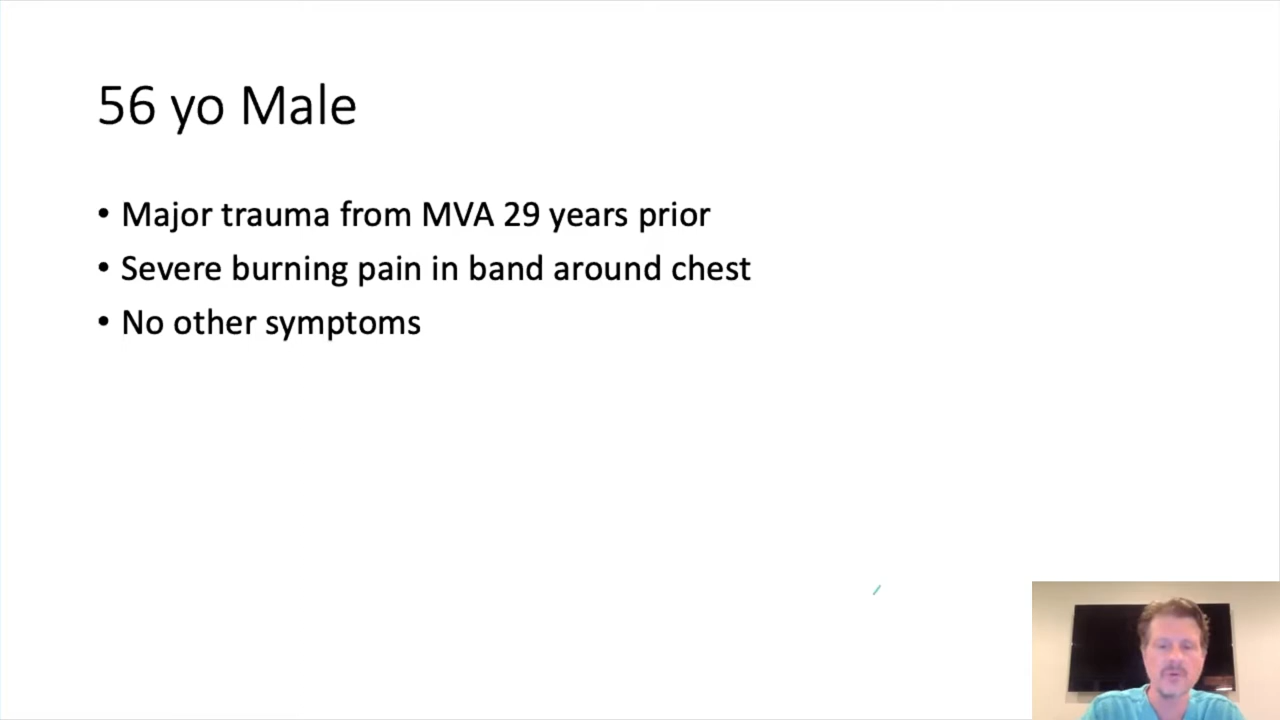 56 yo Male
• Major trauma from MVA 29 years prior
• Severe burning pain in band around chest
• No other symptoms